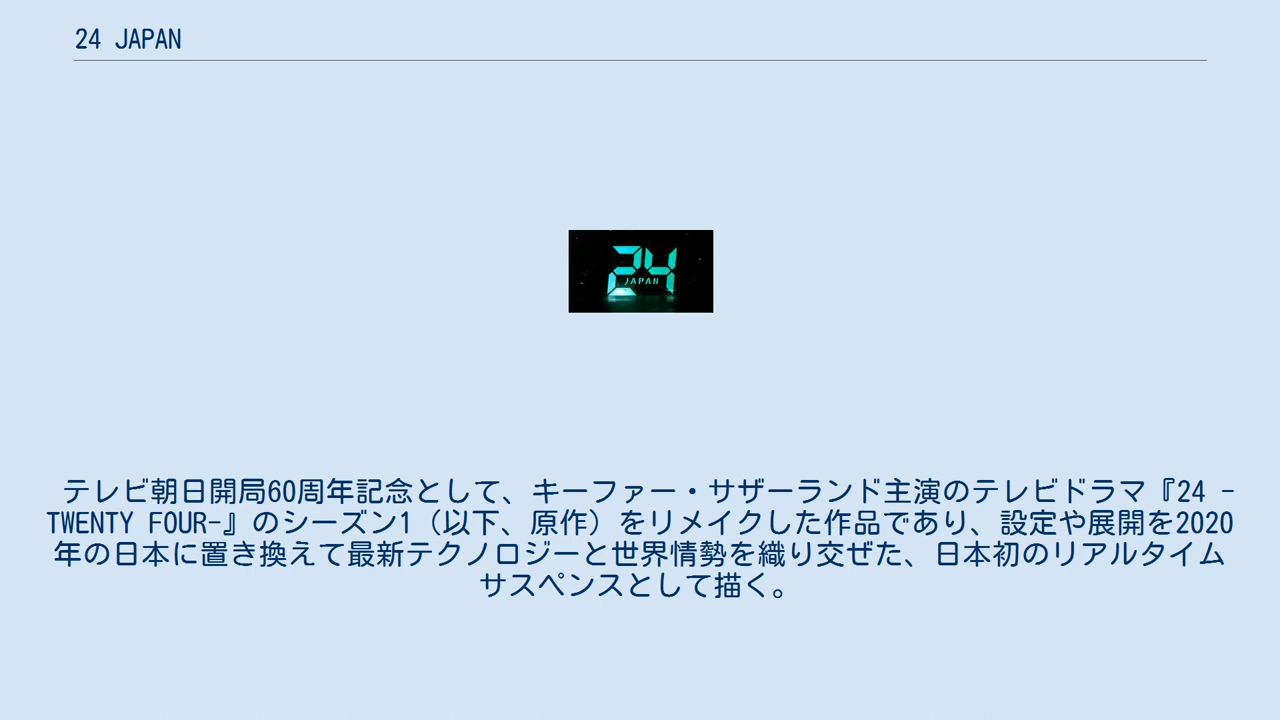 24 JAPAN
24
JAPAN
テレビ朝日開局60周年記念として、キーファー・サザーランド主演のテレビドラマ『24 -
TWENTY FOUR-』のシーズン1（以下、原作）をリメイクした作品であり、設定や展開を2020
年の日本に置き換えて最新テクノロジーと世界情勢を織り交ぜた、日本初のリアルタイム
サスペンスとして描く。